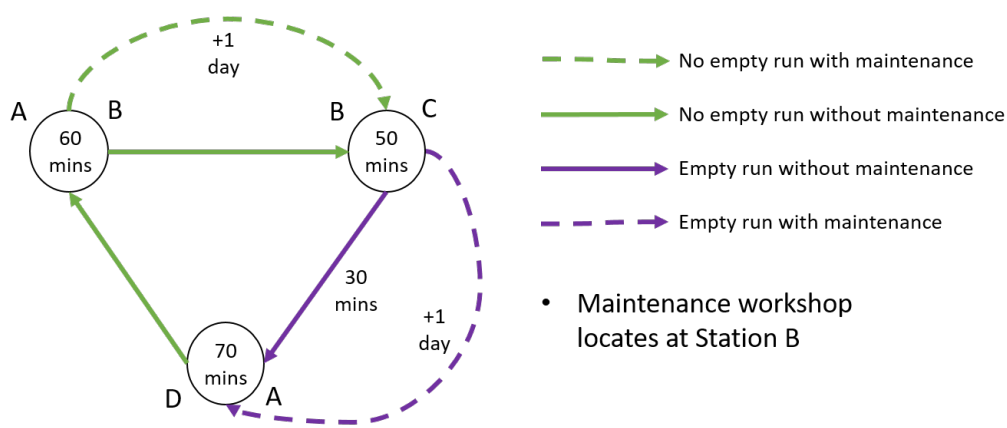 +1
day
A
B
60
mins
B
C
50
mins
30
mins
+1
day
70
mins
D
A
No empty run with maintenance
No empty run without maintenance
Empty run without maintenance
Empty run with maintenance
• Maintenance workshop
locates at Station B